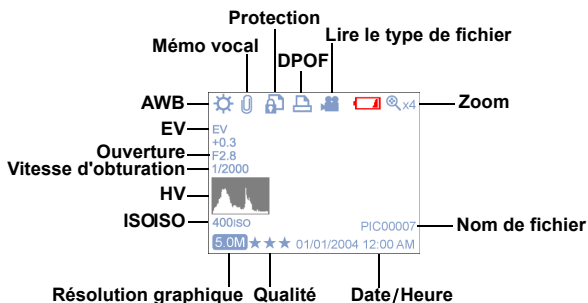 Protection
Mémo vocal
Lire le type de fichier
DPOF
AWB
x4
Zoom
EV
EV
+0.3
Ouverture
F2.8
Vitesse d'obturation
1/2000
HV
ISOISO
400ISO
PIC00007
Nom de fichier
5.0M
01/01/2004 12:00 AM
Résolution graphique
Qualité
Date/Heure